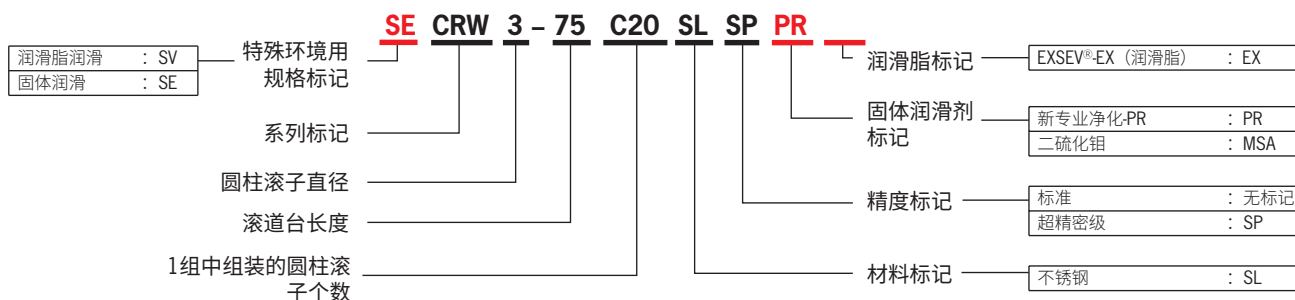 SE CRW 3 – 75 C20 SL SP PR
润滑脂润滑 : SV
固体润滑 : SE
特殊环境用
规格标记
系列标记
圆柱滚子直径
滚道台长度
1组中组装的圆柱滚
子个数
润滑脂标记
EXSEV®-EX（润滑脂） : EX
固体润滑剂
标记
新专业净化-PR : PR
二硫化钼 : MSA
精度标记
标准 : 无标记
超精密级 : SP
材料标记
不锈钢 : SL